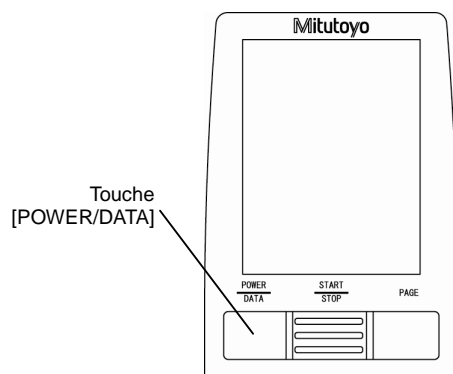 Mitutoyo
Touche
[POWER/DATA]
POWER
DATA
START
STOP
PAGE